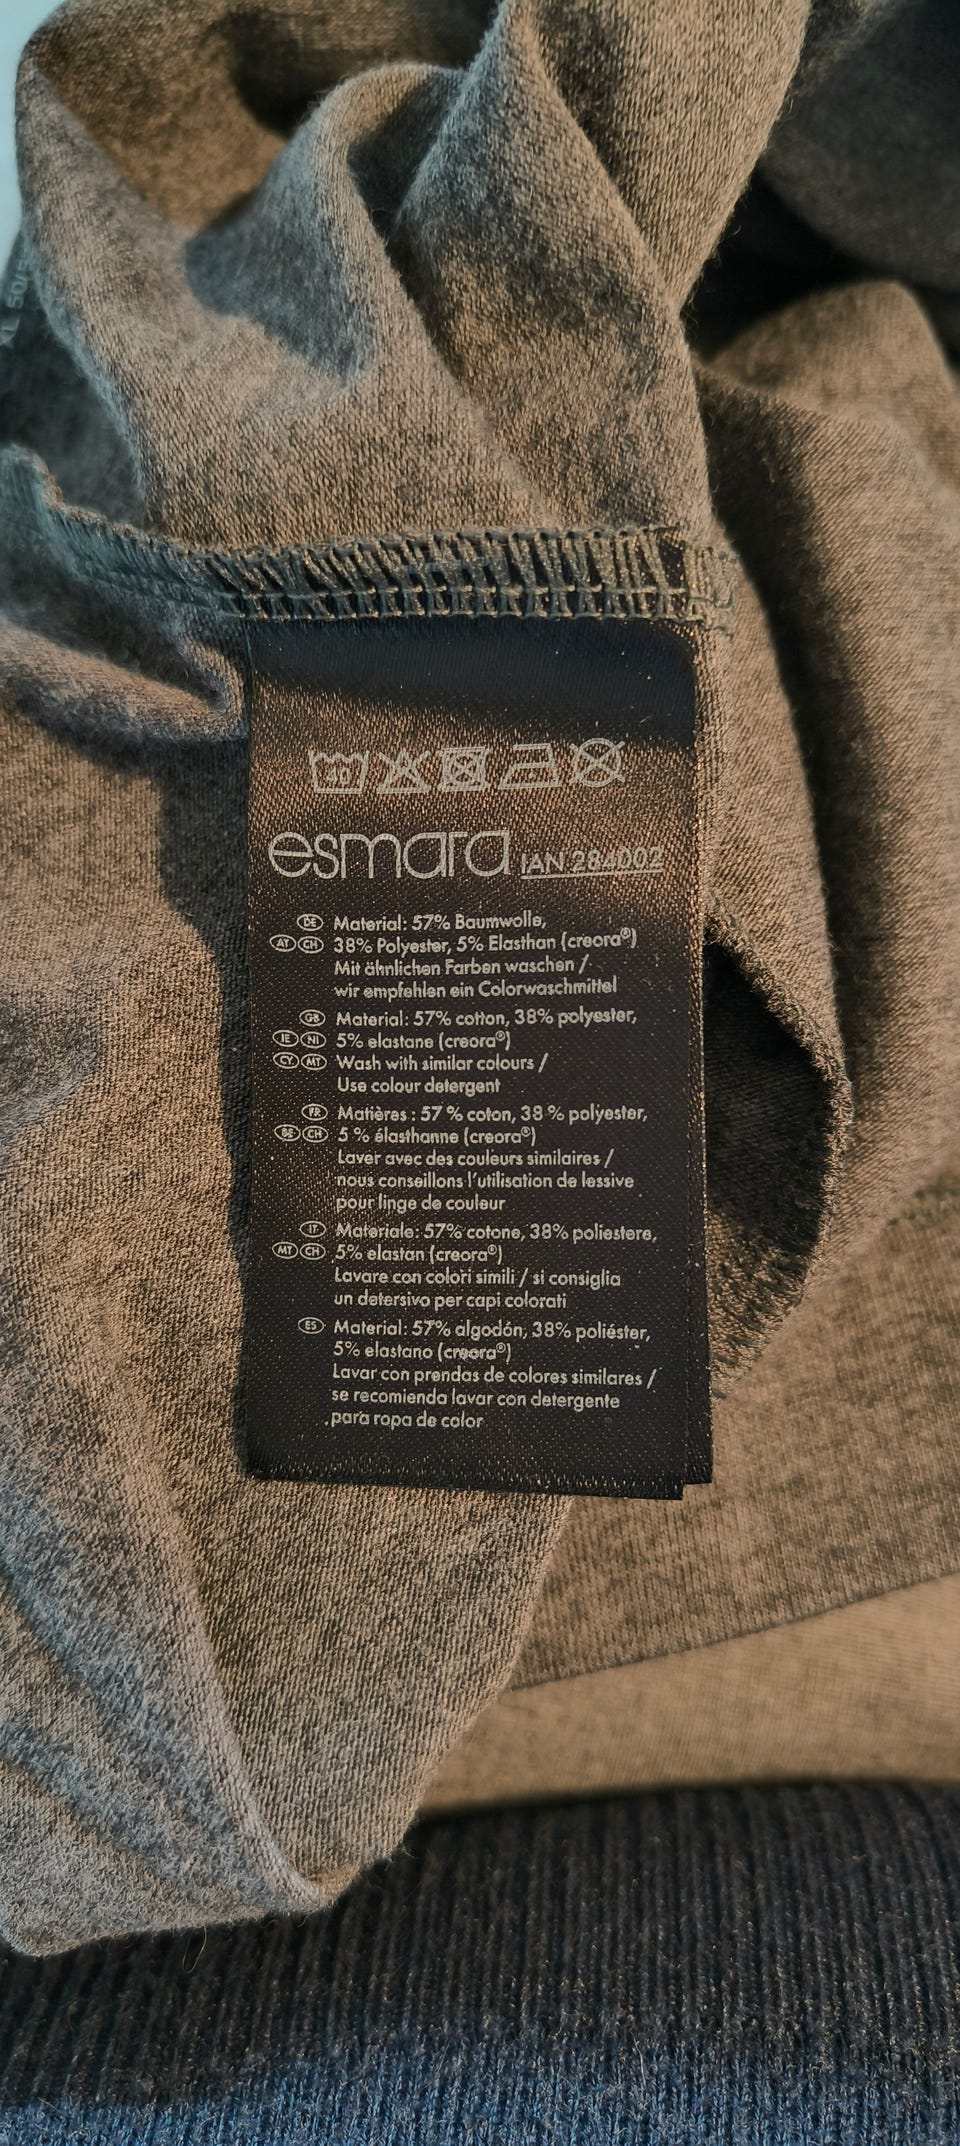 40
esmara IAN 284002
DE Material: 57% Baumwolle,
AT CH 38% Polyester, 5% Elasthan (creora®)
Mit ähnlichen Farben waschen /
wir empfehlen ein Colorwaschmittel
GB Material: 57% cotton, 38% polyester,
IE NI 5% elastane (creora®)
CY MT Wash with similar colours /
Use colour detergent
FR Matières : 57 % coton, 38 % polyester,
BE CH 5 % élasthanne (creora®)
Laver avec des couleurs similaires /
nous conseillons l'utilisation de lessive
pour linge de couleur
IT Materiale: 57% cotone, 38% poliestere,
MT CH 5% elastan (creora®)
Lavare con colori simili / si consiglia
un detersivo per capi colorati
ES Material: 57% algodón, 38% poliéster,
5% elastano (creora®)
Lavar con prendas de colores similares /
se recomienda lavar con detergente
para ropa de color